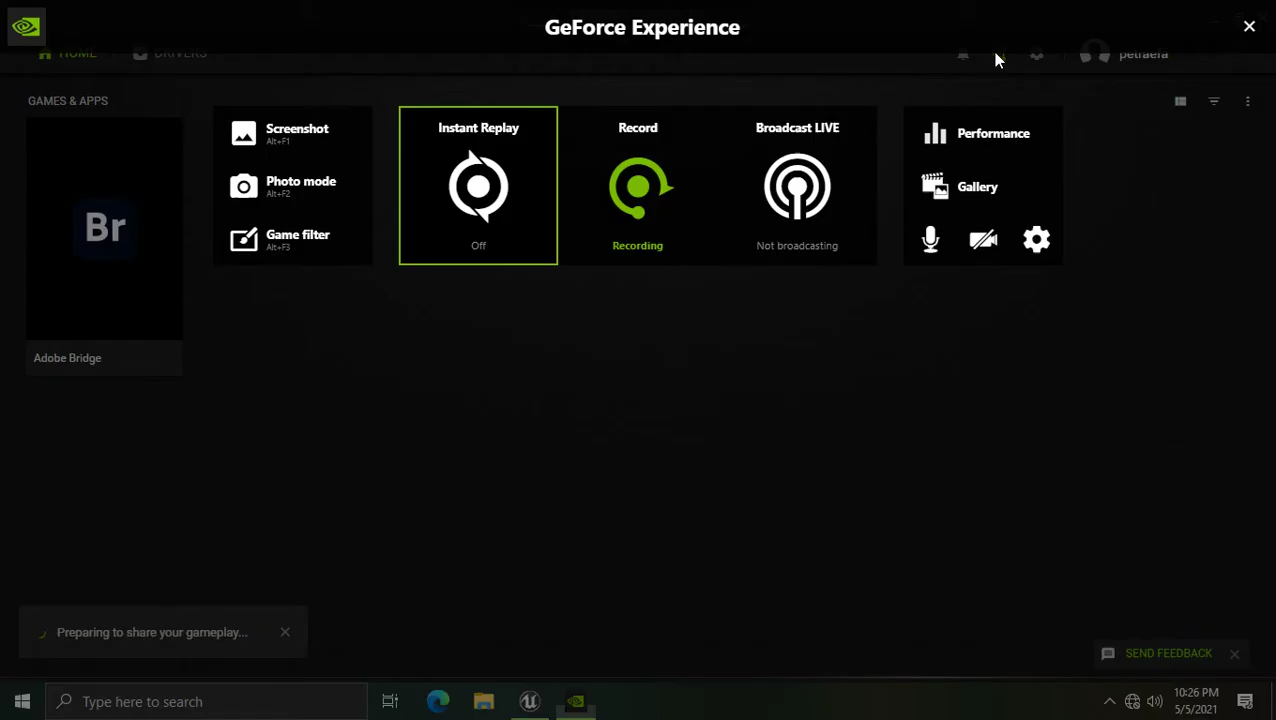 GeForce Experience
HOME
DRIVERS
petraera
GAMES & APPS
Br
Adobe Bridge
Screenshot
Alt+F1
Photo mode
Alt+F2
Game filter
Alt+F3
Instant Replay
Off
Record
Recording
Broadcast LIVE
Not broadcasting
Performance
Gallery
Preparing to share your gameplay...
SEND FEEDBACK
Type here to search
10:26 PM
5/5/2021